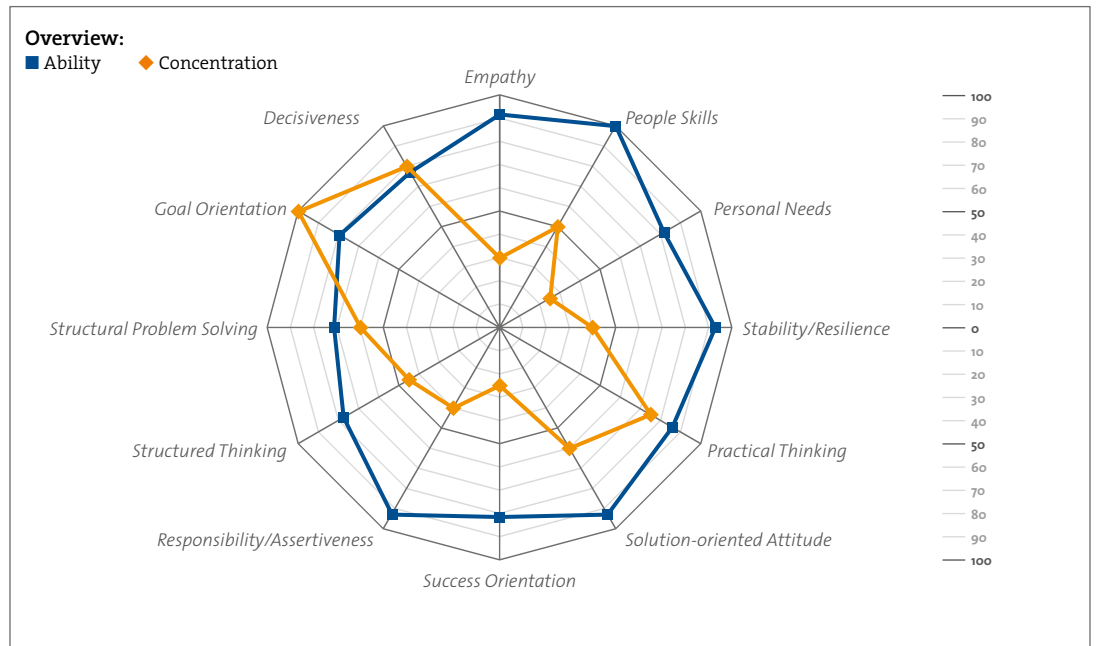 Overview:
Ability Concentration
Empathy
Decisiveness
People Skills
Goal Orientation
Personal Needs
Structural Problem Solving
Stability/Resilience
Structured Thinking
Practical Thinking
Responsibility/Assertiveness
Solution-oriented Attitude
Success Orientation
100
90
80
70
60
50
40
30
20
10
0
10
20
30
40
50
60
70
80
90
100